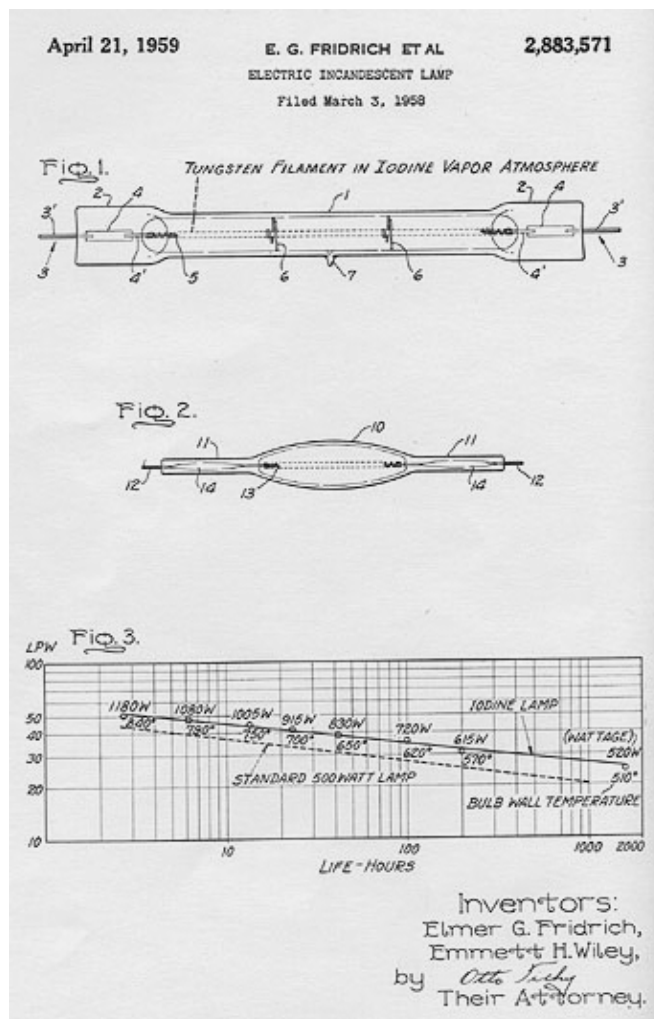 April 21, 1959
E. G. FRIDRICH ET AL
2,883,571
ELECTRIC INCANDESCENT LAMP
Filed March 3, 1958
Fig. 1.
TUNGSTEN FILAMENT IN IODINE VAPOR ATMOSPHERE
2 4 1 2 4
3' 3'
3 4' 5 6 7 6 4' 3
Fig. 2.
10
11 11
12 14 13 14 12
Fig. 3.
LPW
100
1180W 1080W 1005W 915W 830W 720W 615W (WATTAGE) 520W
IODINE LAMP
50
40
30
840° 780° 700° 650° 620° 570° 510°
STANDARD 500 WATT LAMP
BULB WALL TEMPERATURE
20
10
10 100 1000 2000
LIFE-HOURS
Inventors:
Elmer G. Fridrich,
Emmett H. Wiley,
by Otto Tichy
Their Attorney.